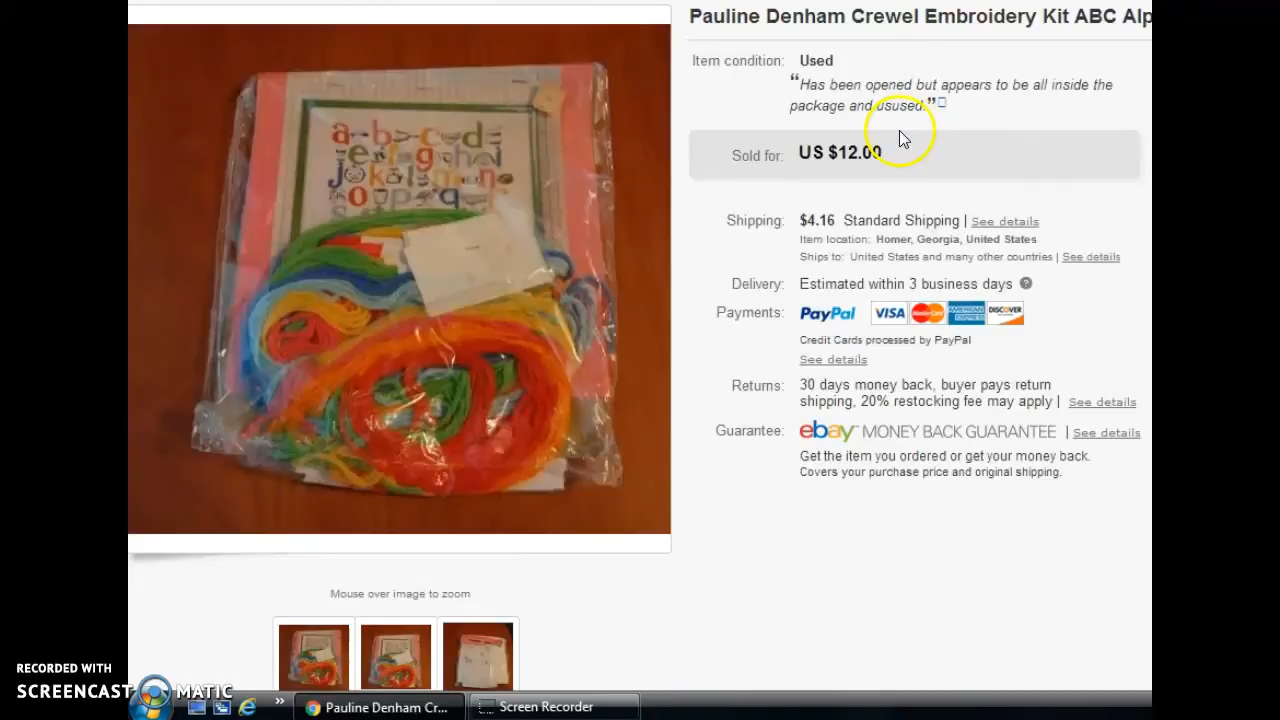 Pauline Denham Crewel Embroidery Kit ABC Alp
Item condition: Used
“Has been opened but appears to be all inside the
package and usused.”
Sold for: US $12.00
Shipping: $4.16 Standard Shipping | See details
Item location: Homer, Georgia, United States
Ships to: United States and many other countries | See details
Delivery: Estimated within 3 business days ?
Payments: PayPal VISA MasterCard AMERICAN EXPRESS DISCOVER
Credit Cards processed by PayPal
See details
Returns: 30 days money back, buyer pays return
shipping, 20% restocking fee may apply | See details
Guarantee: ebay MONEY BACK GUARANTEE | See details
Get the item you ordered or get your money back.
Covers your purchase price and original shipping.
a b c d
e f g h
j k l m n
o p q
Mouse over image to zoom
RECORDED WITH
SCREENCAST MATIC
» Pauline Denham Cr... Screen Recorder